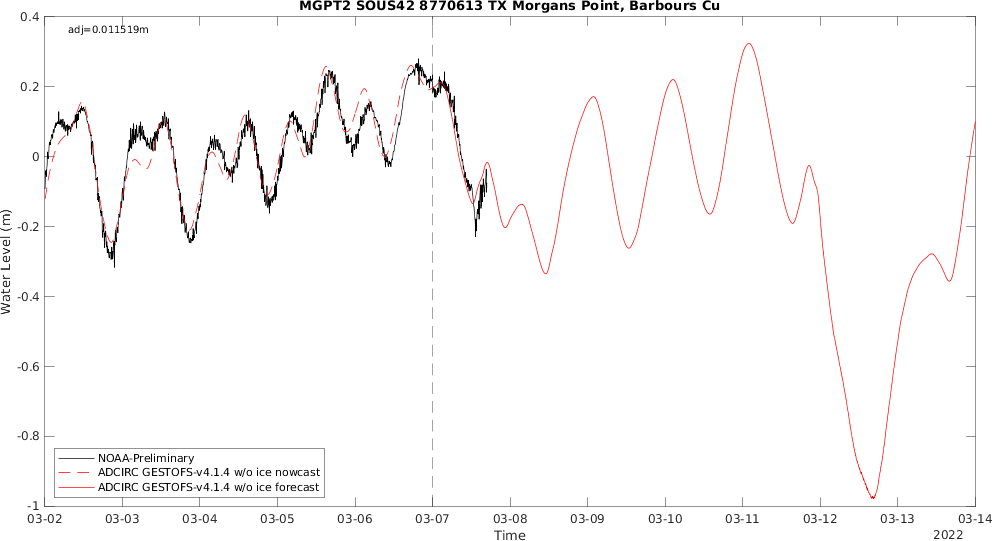 MGPT2 SOUS42 8770613 TX Morgans Point, Barbours Cu
adj=0.011519m
0.4
0.2
0
-0.2
-0.4
-0.6
-0.8
-1
Water Level (m)
NOAA-Preliminary
ADCIRC GESTOFS-v4.1.4 w/o ice nowcast
ADCIRC GESTOFS-v4.1.4 w/o ice forecast
03-02 03-03 03-04 03-05 03-06 03-07 03-08 03-09 03-10 03-11 03-12 03-13 03-14
Time
2022